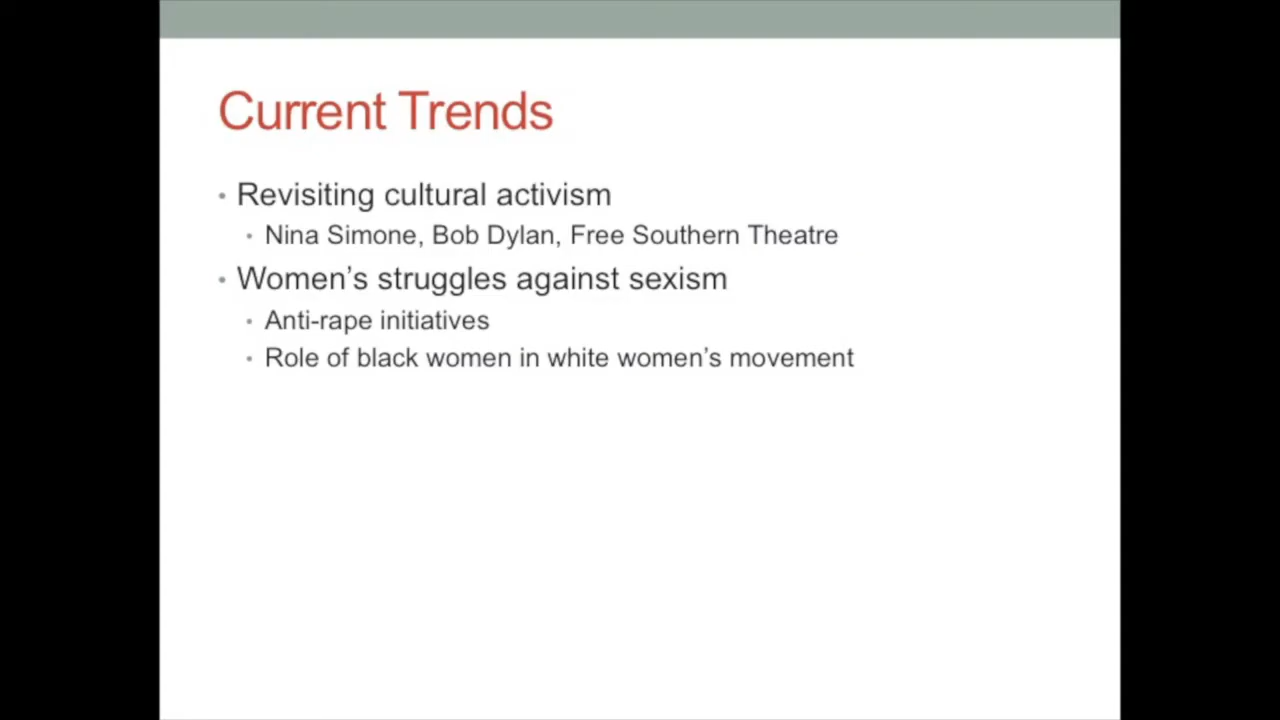 Current Trends
• Revisiting cultural activism
• Nina Simone, Bob Dylan, Free Southern Theatre
• Women’s struggles against sexism
• Anti-rape initiatives
• Role of black women in white women’s movement